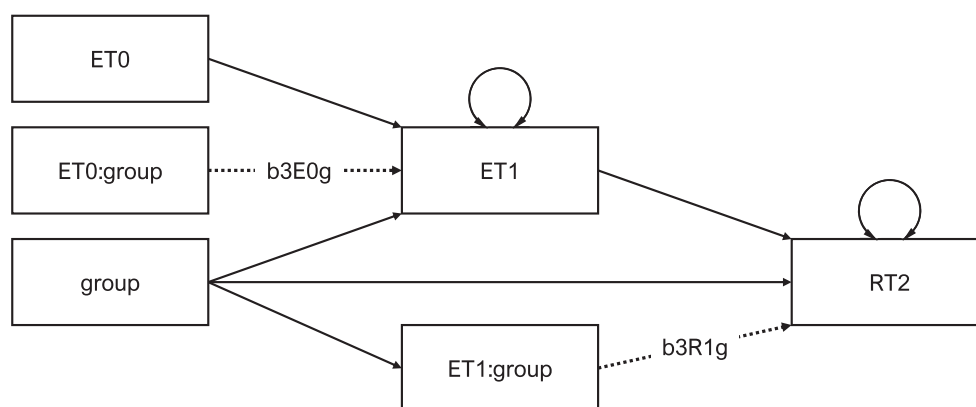 ET0
ET0:group
b3E0g
ET1
group
RT2
b3R1g
ET1:group